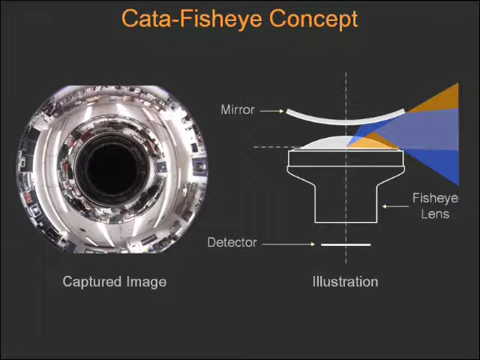 Cata-Fisheye Concept
Mirror
Fisheye
Lens
Detector
Captured Image
Illustration